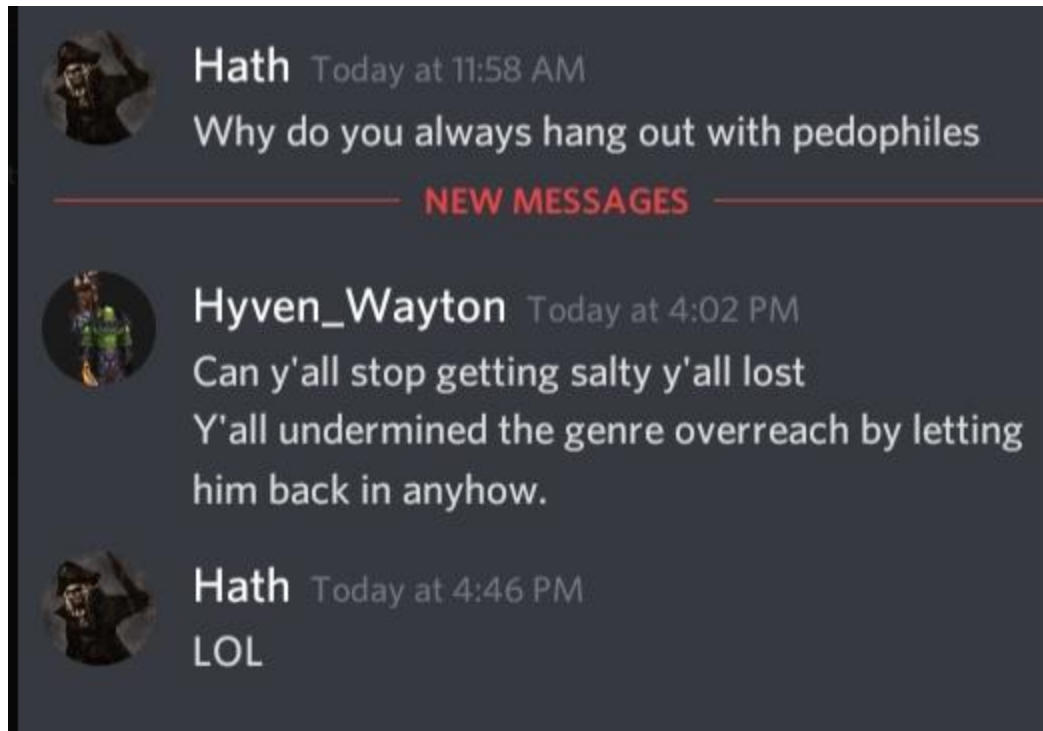 Hath Today at 11:58 AM
Why do you always hang out with pedophiles
NEW MESSAGES
Hyven_Wayton Today at 4:02 PM
Can y'all stop getting salty y'all lost
Y'all undermined the genre overreach by letting
him back in anyhow.
Hath Today at 4:46 PM
LOL